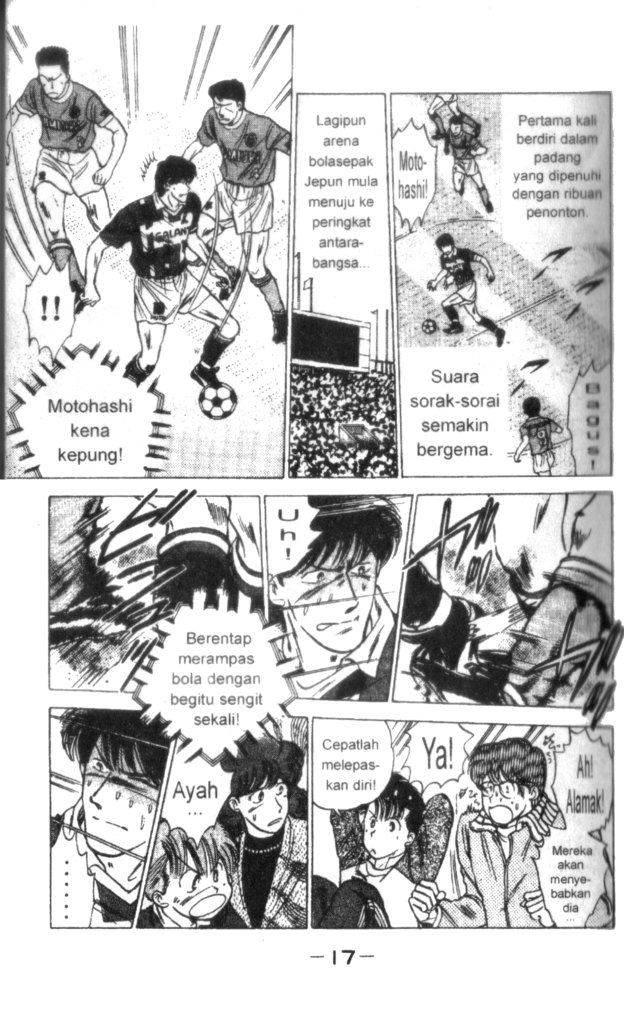 Pertama kali
berdiri dalam
padang
yang dipenuhi
dengan ribuan
penonton.
Moto-
hashi!
Suara
sorak-sorai
semakin
bergema.
Bagus!
Lagipun
arena
bolasepak
Jepun mula
menuju ke
peringkat
antara-
bangsa...
GALANT
!!
Motohashi
kena
kepung!
Uh!
Berentap
merampas
bola dengan
begitu sengit
sekali!
Ah!
Alamak!
Mereka
akan
menye-
babkan
dia
...
Ya!
Cepatlah
melepas-
kan diri!
Ayah
...
.......
–17–